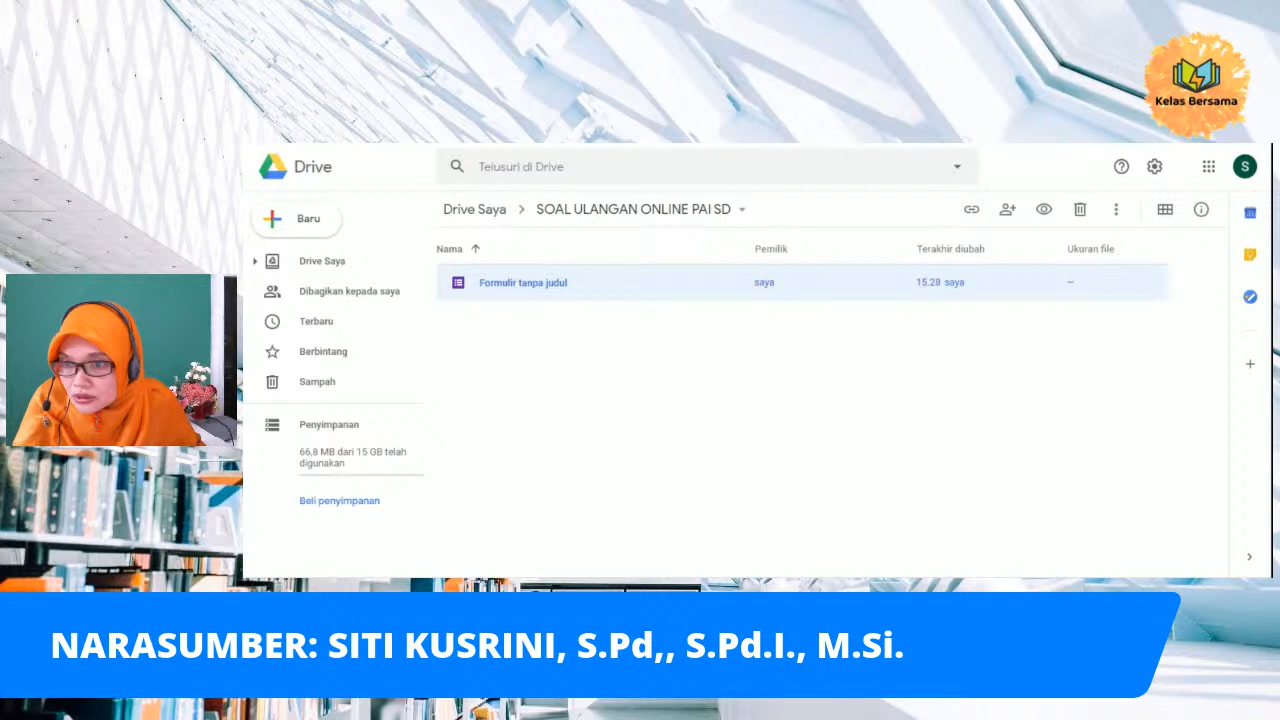 Kelas Bersama
Drive
Telusuri di Drive
S
Baru
Drive Saya > SOAL ULANGAN ONLINE PAI SD
Nama
Pemilik
Terakhir diubah
Ukuran file
Formulir tanpa judul
saya
15.28 saya
—
Drive Saya
Dibagikan kepada saya
Terbaru
Berbintang
Sampah
Penyimpanan
66,8 MB dari 15 GB telah
digunakan
Beli penyimpanan
NARASUMBER: SITI KUSRINI, S.Pd,, S.Pd.I., M.Si.